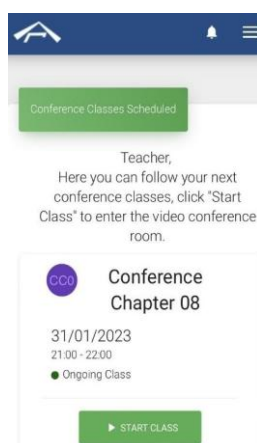 Conference Classes Scheduled
Teacher,
Here you can follow your next
conference classes, click "Start
Class" to enter the video conference
room.
CC0
Conference
Chapter 08
31/01/2023
21:00 - 22:00
Ongoing Class
START CLASS